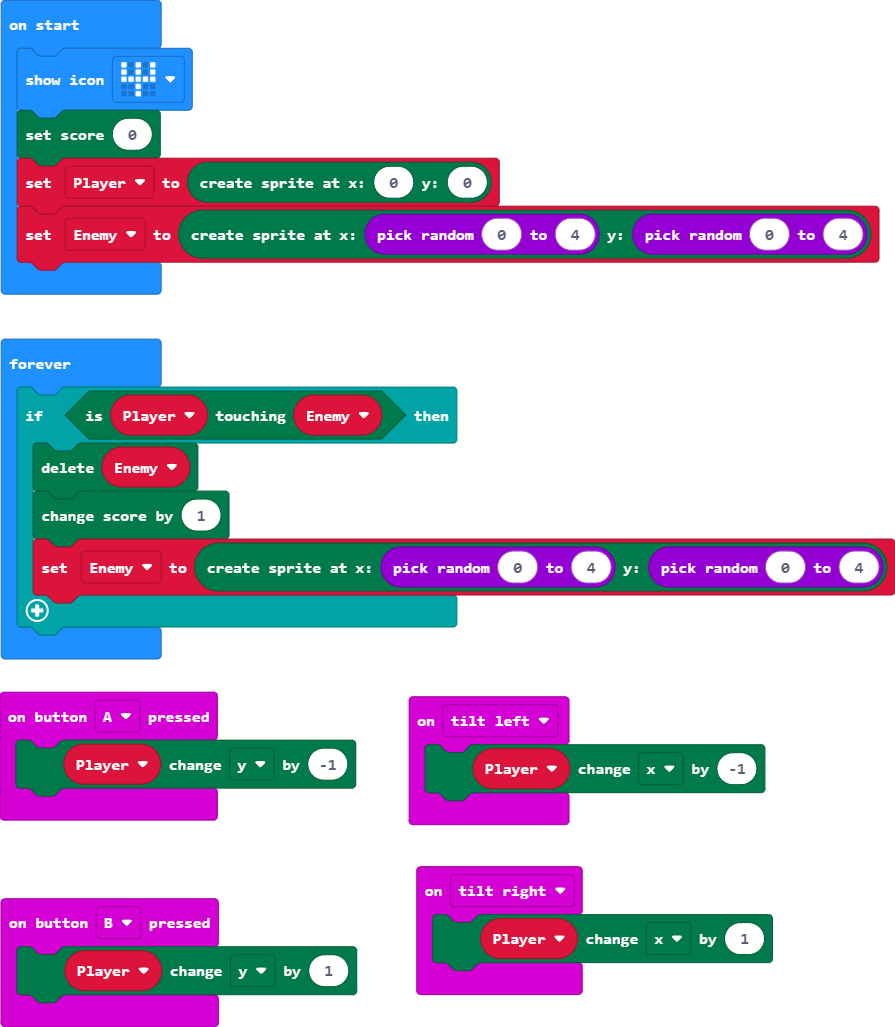 on start
show icon
set score 0
set Player to create sprite at x: 0 y: 0
set Enemy to create sprite at x: pick random 0 to 4 y: pick random 0 to 4
forever
if is Player touching Enemy then
delete Enemy
change score by 1
set Enemy to create sprite at x: pick random 0 to 4 y: pick random 0 to 4
on button A pressed
Player change y by -1
on tilt left
Player change x by -1
on button B pressed
Player change y by 1
on tilt right
Player change x by 1